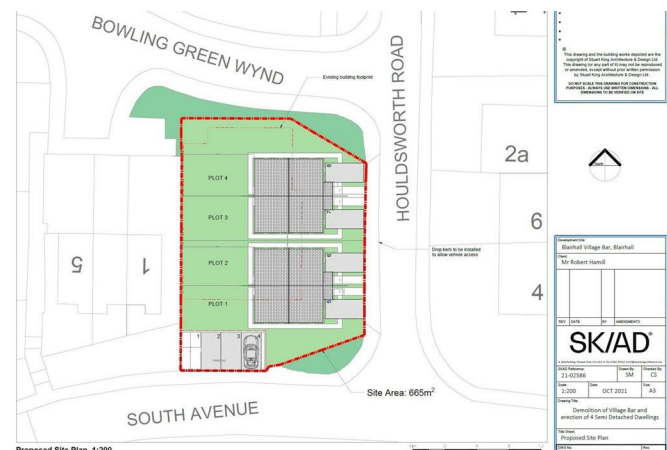 BOWLING GREEN WYND
HOULDSWORTH ROAD
SOUTH AVENUE
Existing building footprint
PLOT 4
PLOT 3
PLOT 2
PLOT 1
1 2 3 4
5
1
2a
6
4
Drop kerb to be installed
to allow vehicle access
Site Area: 665m²
Proposed Site Plan 1:200
©
This drawing and the building works depicted are the
copyright of Stuart King Architecture & Design Ltd.
This drawing (or any part of it) may not be reproduced
or amended, except without prior written permission
by Stuart King Architecture & Design Ltd.
DO NOT SCALE THIS DRAWING FOR CONSTRUCTION
PURPOSES - ALWAYS USE WRITTEN DIMENSIONS - ALL
DIMENSIONS TO BE VERIFIED ON SITE
Development Site
Blairhall Village Bar, Blairhall
Client
Mr Robert Hamill
REV DATE BY AMENDMENTS
SK/AD
SKAD Reference Drawn By Checked By
21-02586 SM CS
Scale Date Size
1:200 OCT 2021 A3
Drawing Title
Demolition of Village Bar and
erection of 4 Semi Detached Dwellings
Title Sheet
Proposed Site Plan
DWG No Rev